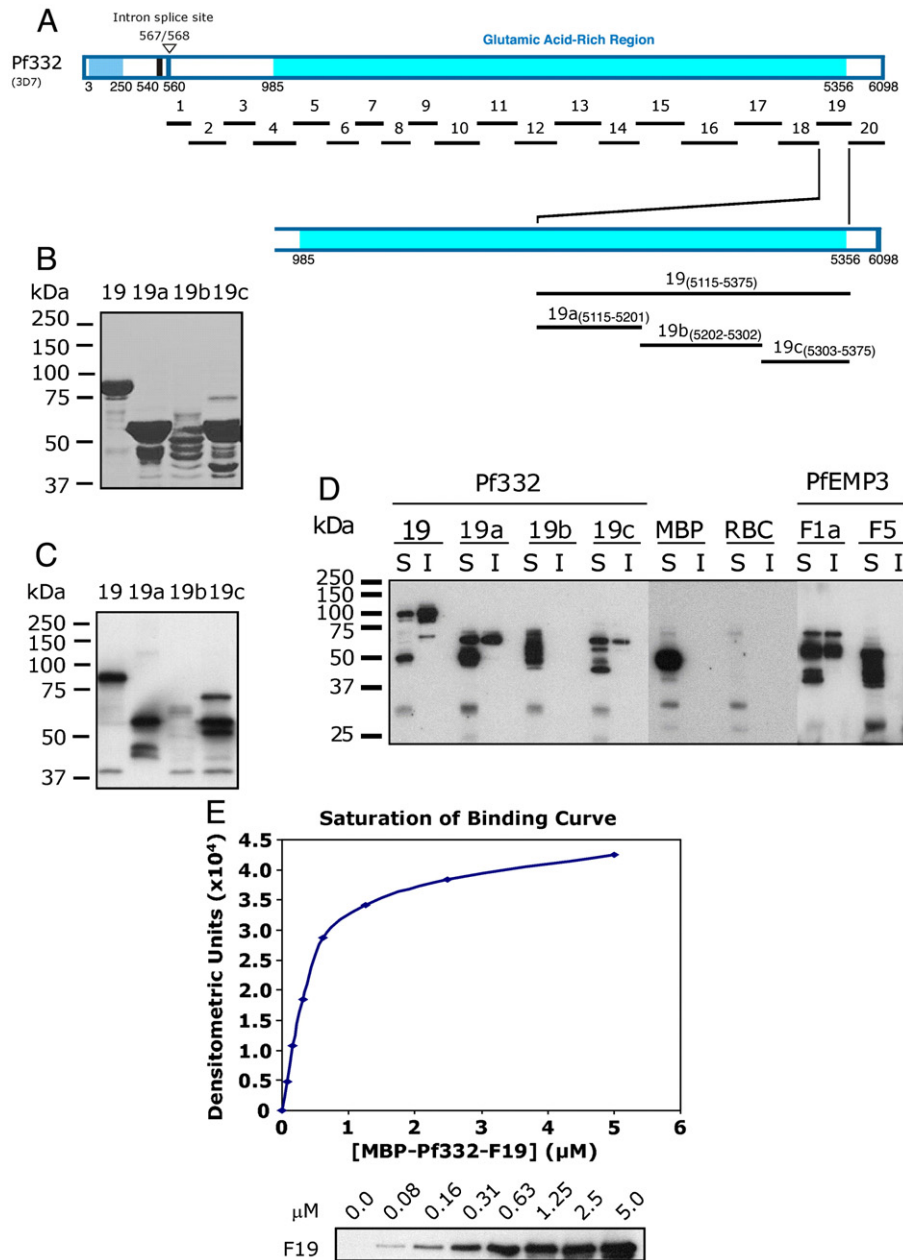 A
Intron splice site
567/568
Glutamic Acid-Rich Region
Pf332
(3D7)
3 250 540 560 985 5356 6098
1 3 5 7 9 11 13 15 17 19
2 4 6 8 10 12 14 16 18 20
985 5356 6098
19(5115-5375)
19a(5115-5201)
19b(5202-5302)
19c(5303-5375)
B
kDa 19 19a 19b 19c
250
150
100
75
50
37
C
kDa 19 19a 19b 19c
250
150
100
75
50
37
D
Pf332 PfEMP3
kDa 19 19a 19b 19c MBP RBC F1a F5
S I S I S I S I S I S I S I S I
250
150
100
75
50
37
25
E
Saturation of Binding Curve
Densitometric Units (x10⁴)
4.5
4.0
3.5
3.0
2.5
2.0
1.5
1.0
0.5
0
0 1 2 3 4 5 6
[MBP-Pf332-F19] (µM)
µM 0.0 0.08 0.16 0.31 0.63 1.25 2.5 5.0
F19